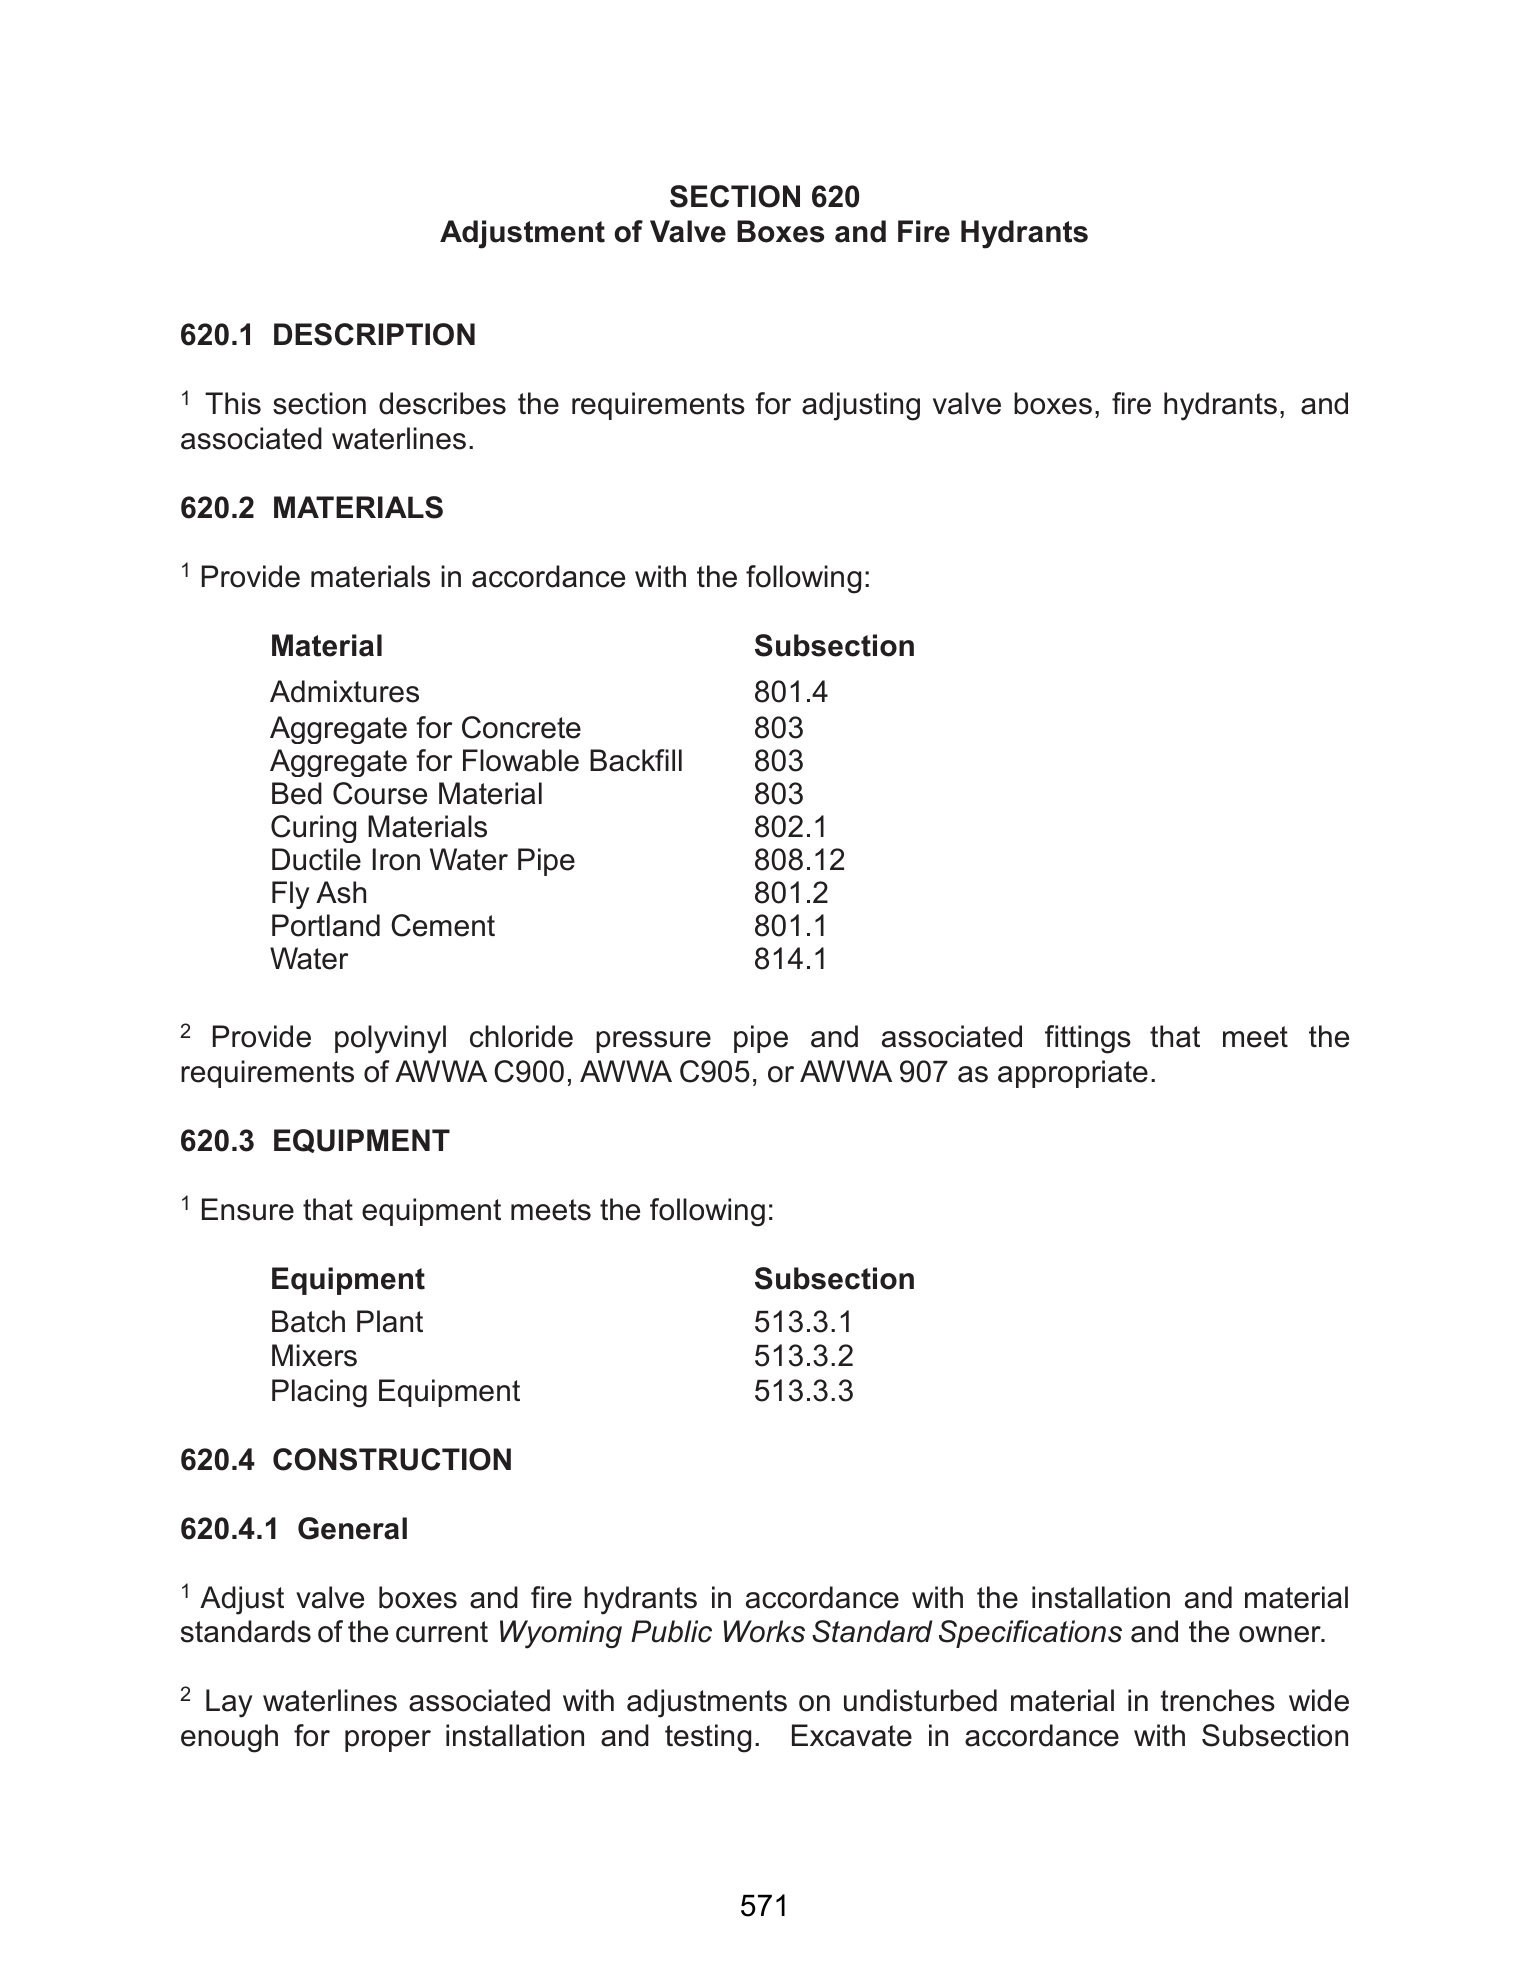 SECTION 620
Adjustment of Valve Boxes and Fire Hydrants
620.1 DESCRIPTION
1 This section describes the requirements for adjusting valve boxes, fire hydrants, and
associated waterlines.
620.2 MATERIALS
1 Provide materials in accordance with the following:
Material Subsection
Admixtures 801.4
Aggregate for Concrete 803
Aggregate for Flowable Backfill 803
Bed Course Material 803
Curing Materials 802.1
Ductile Iron Water Pipe 808.12
Fly Ash 801.2
Portland Cement 801.1
Water 814.1
2 Provide polyvinyl chloride pressure pipe and associated fittings that meet the
requirements of AWWA C900, AWWA C905, or AWWA 907 as appropriate.
620.3 EQUIPMENT
1 Ensure that equipment meets the following:
Equipment Subsection
Batch Plant 513.3.1
Mixers 513.3.2
Placing Equipment 513.3.3
620.4 CONSTRUCTION
620.4.1 General
1 Adjust valve boxes and fire hydrants in accordance with the installation and material
standards of the current Wyoming Public Works Standard Specifications and the owner.
2 Lay waterlines associated with adjustments on undisturbed material in trenches wide
enough for proper installation and testing. Excavate in accordance with Subsection
571